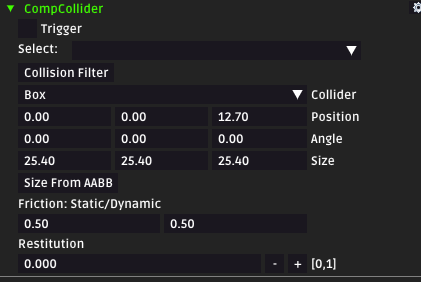 CompCollider
Trigger
Select:
Collision Filter
Box Collider
0.00 0.00 12.70 Position
0.00 0.00 0.00 Angle
25.40 25.40 25.40 Size
Size From AABB
Friction: Static/Dynamic
0.50 0.50
Restitution
0.000 - + [0,1]